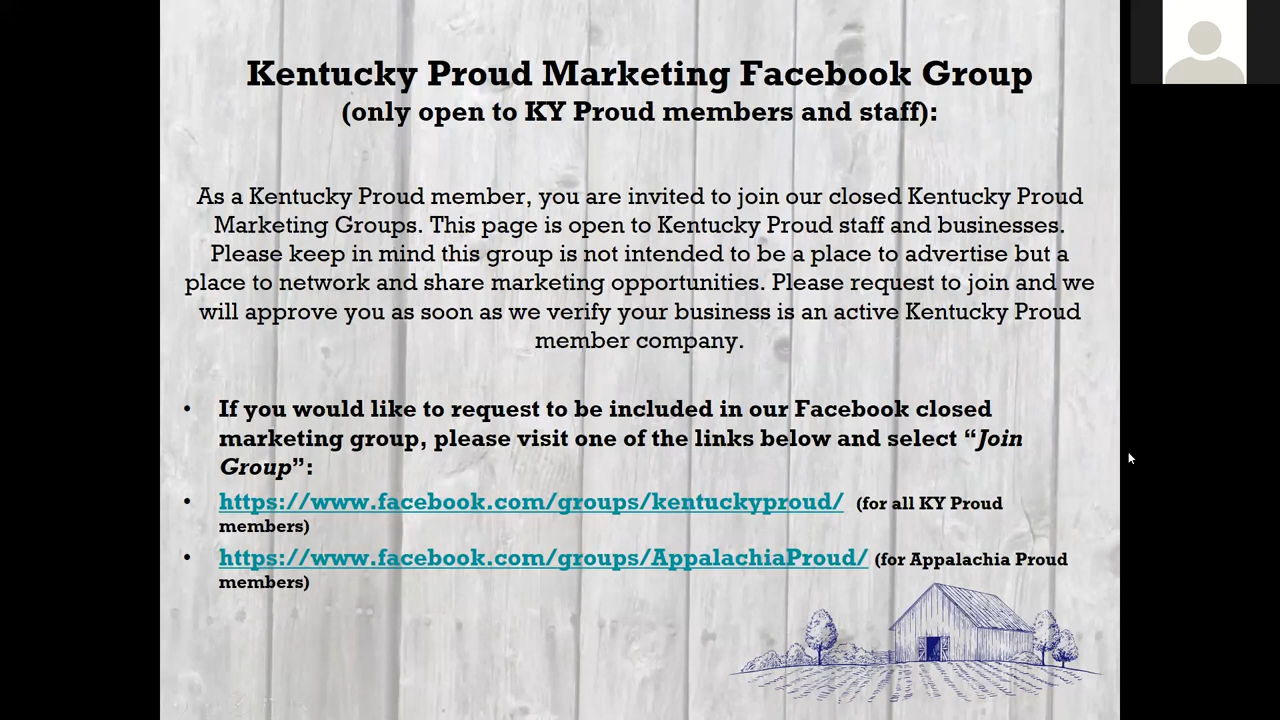 Kentucky Proud Marketing Facebook Group
(only open to KY Proud members and staff):
As a Kentucky Proud member, you are invited to join our closed Kentucky Proud
Marketing Groups. This page is open to Kentucky Proud staff and businesses.
Please keep in mind this group is not intended to be a place to advertise but a
place to network and share marketing opportunities. Please request to join and we
will approve you as soon as we verify your business is an active Kentucky Proud
member company.
• If you would like to request to be included in our Facebook closed
marketing group, please visit one of the links below and select “Join
Group”:
• https://www.facebook.com/groups/kentuckyproud/ (for all KY Proud
members)
• https://www.facebook.com/groups/AppalachiaProud/ (for Appalachia Proud
members)